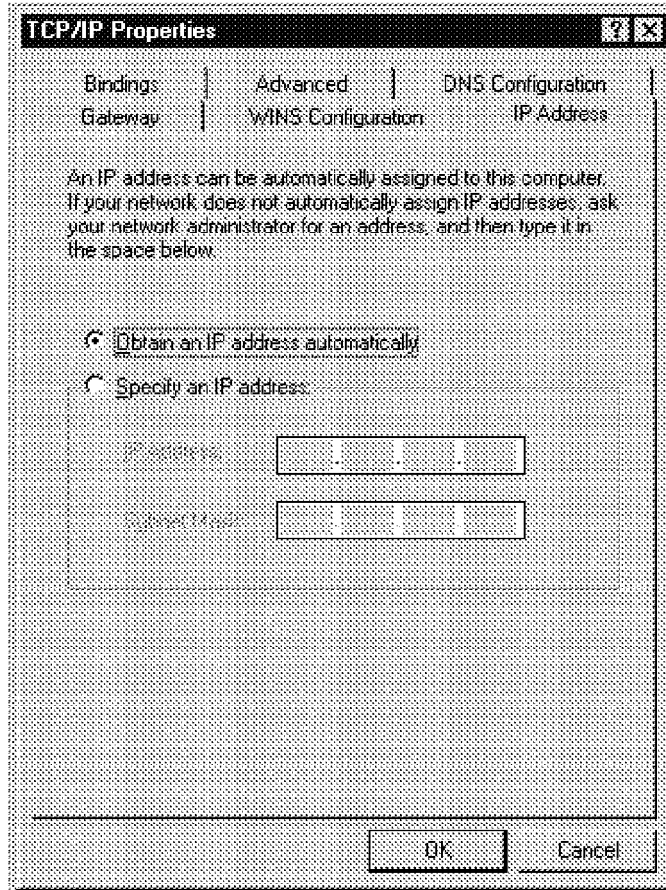 TCP/IP Properties
Bindings Advanced DNS Configuration
Gateway WINS Configuration IP Address
An IP address can be automatically assigned to this computer.
If your network does not automatically assign IP addresses, ask
your network administrator for an address, and then type it in
the space below.
Obtain an IP address automatically
Specify an IP address:
IP Address:
Subnet Mask:
OK Cancel